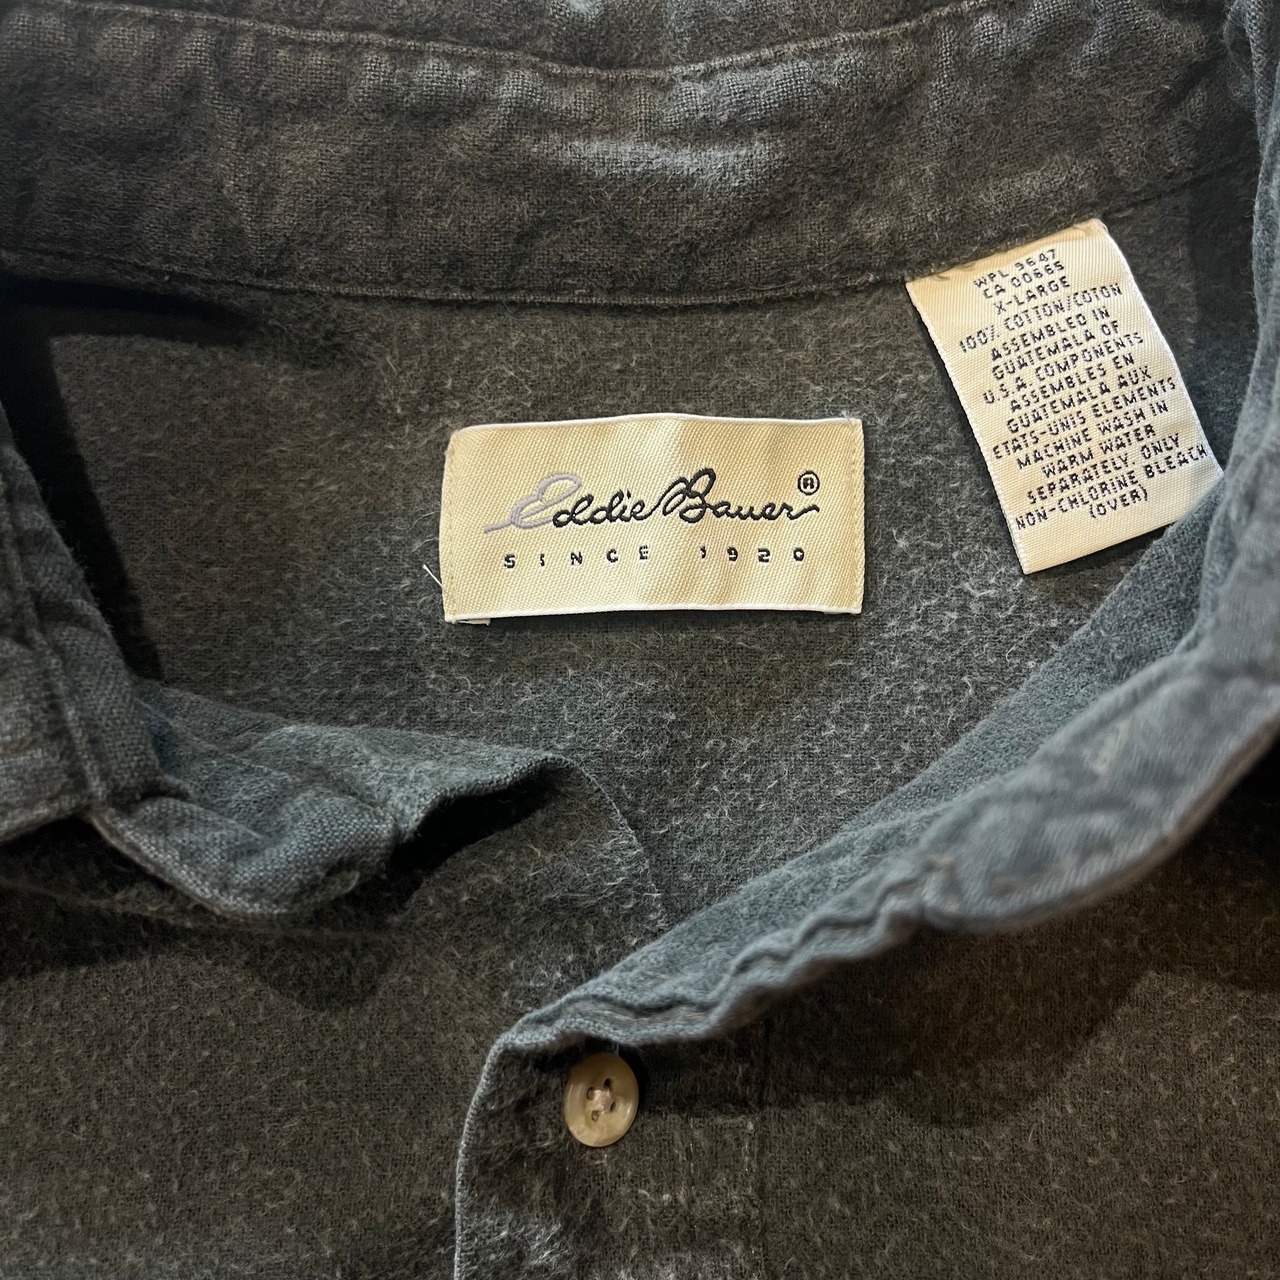 Eddie Bauer®
SINCE 1920
WPL 9647
CA 00665
X-LARGE
100% COTTON/COTON
ASSEMBLED IN
GUATEMALA OF
U.S.A. COMPONENTS
ASSEMBLES EN
GUATEMALA AUX
ETATS-UNIS ELEMENTS
MACHINE WASH IN
WARM WATER
SEPARATELY. ONLY
NON-CHLORINE BLEACH
(OVER)